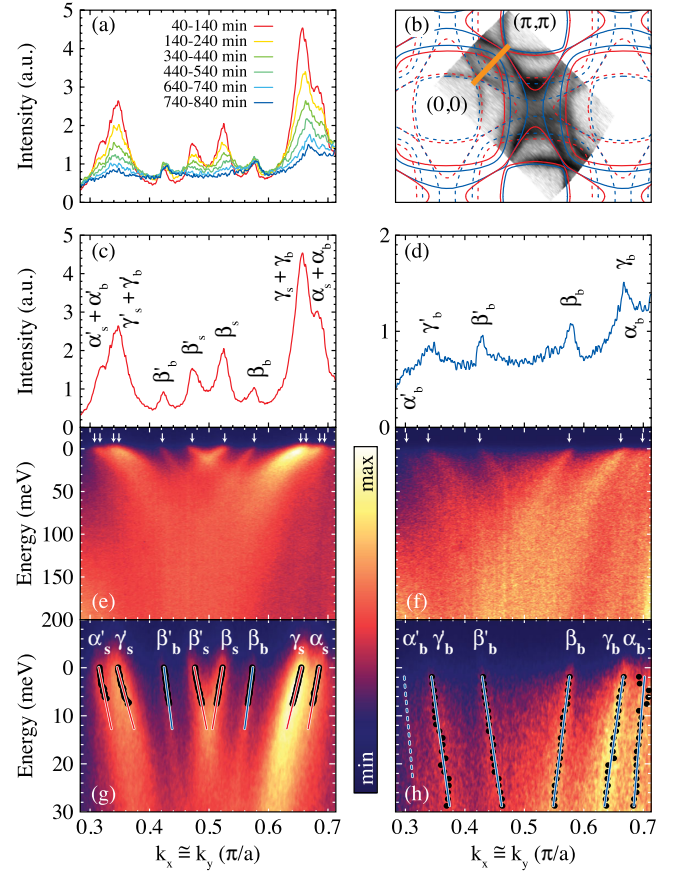 (a)
40-140 min
140-240 min
340-440 min
440-540 min
640-740 min
740-840 min
Intensity (a.u.)
5
4
3
2
1
0
(b)
(π,π)
(0,0)
(c)
Intensity (a.u.)
5
4
3
2
1
0
α's + α'b
γ's + γ'b
β'b
β's
βs
βb
γs + γb
αs + αb
(d)
Intensity (a.u.)
2
1
0
α'b
γ'b
β'b
βb
γb
αb
(e)
Energy (meV)
0
50
100
150
200
max
min
(f)
(g)
Energy (meV)
0
10
20
30
α's γ's β'b β's βs βb γs αs
0.3 0.4 0.5 0.6 0.7
kx ≅ ky (π/a)
(h)
α'b γ'b β'b βb γb αb
0.3 0.4 0.5 0.6 0.7
kx ≅ ky (π/a)